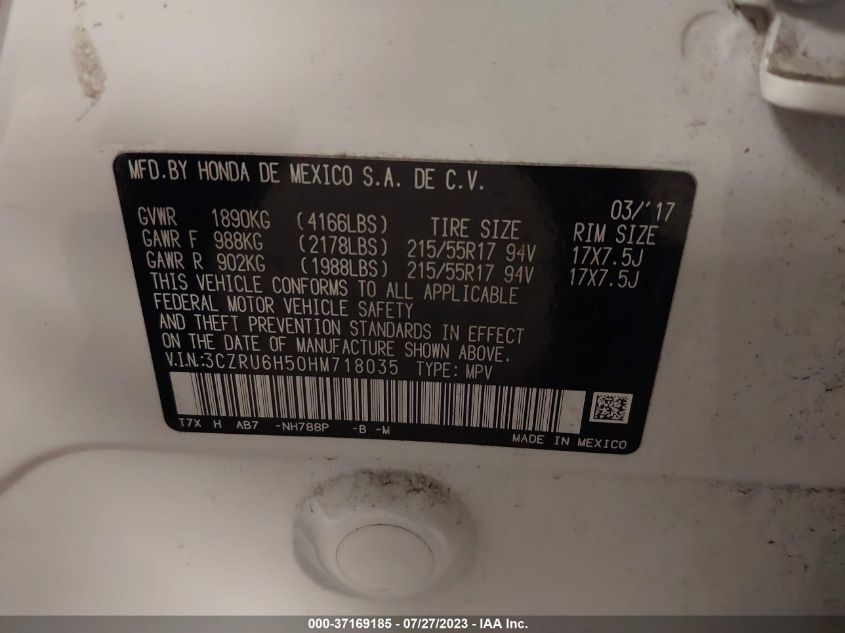 MFD.BY HONDA DE MEXICO S.A. DE C.V.
03/'17
GVWR 1890KG (4166LBS) TIRE SIZE RIM SIZE
GAWR F 988KG (2178LBS) 215/55R17 94V 17X7.5J
GAWR R 902KG (1988LBS) 215/55R17 94V 17X7.5J
THIS VEHICLE CONFORMS TO ALL APPLICABLE
FEDERAL MOTOR VEHICLE SAFETY
AND THEFT PREVENTION STANDARDS IN EFFECT
ON THE DATE OF MANUFACTURE SHOWN ABOVE.
V.I.N:3CZRU6H50HM718035 TYPE: MPV
T7X H AB7 -NH788P -B -M
MADE IN MEXICO
000-37169185 - 07/27/2023 - IAA Inc.